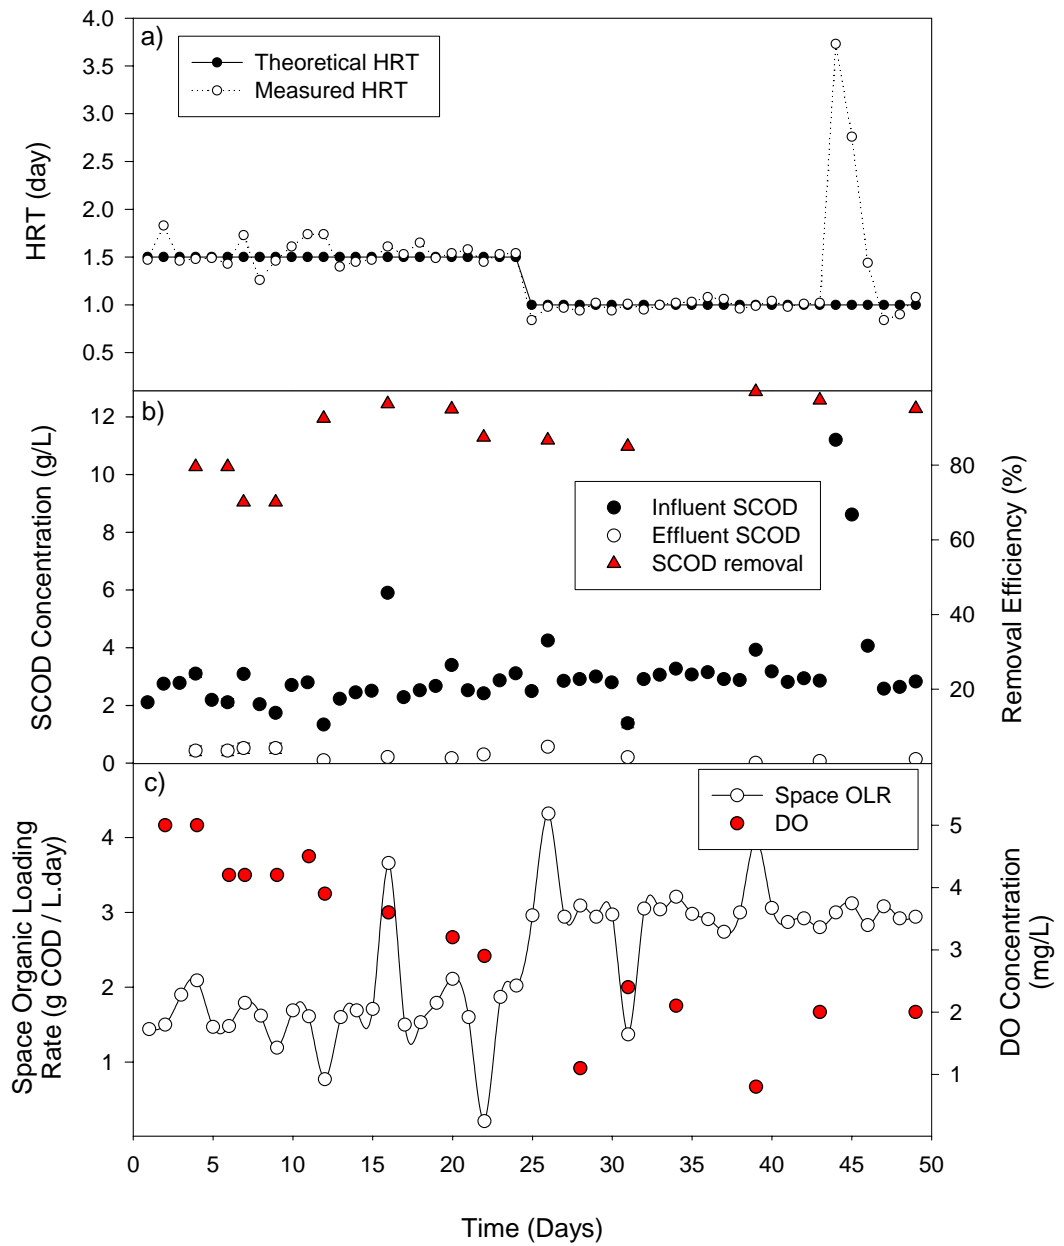 4.0
a)
3.5
3.0
2.5
2.0
1.5
1.0
0.5
HRT (day)
Theoretical HRT
Measured HRT
b)
12
10
8
6
4
2
0
SCOD Concentration (g/L)
80
60
40
20
Removal Efficiency (%)
Influent SCOD
Effluent SCOD
SCOD removal
c)
4
3
2
1
Space Organic Loading
Rate (g COD / L.day)
5
4
3
2
1
DO Concentration
(mg/L)
Space OLR
DO
0 5 10 15 20 25 30 35 40 45 50
Time (Days)